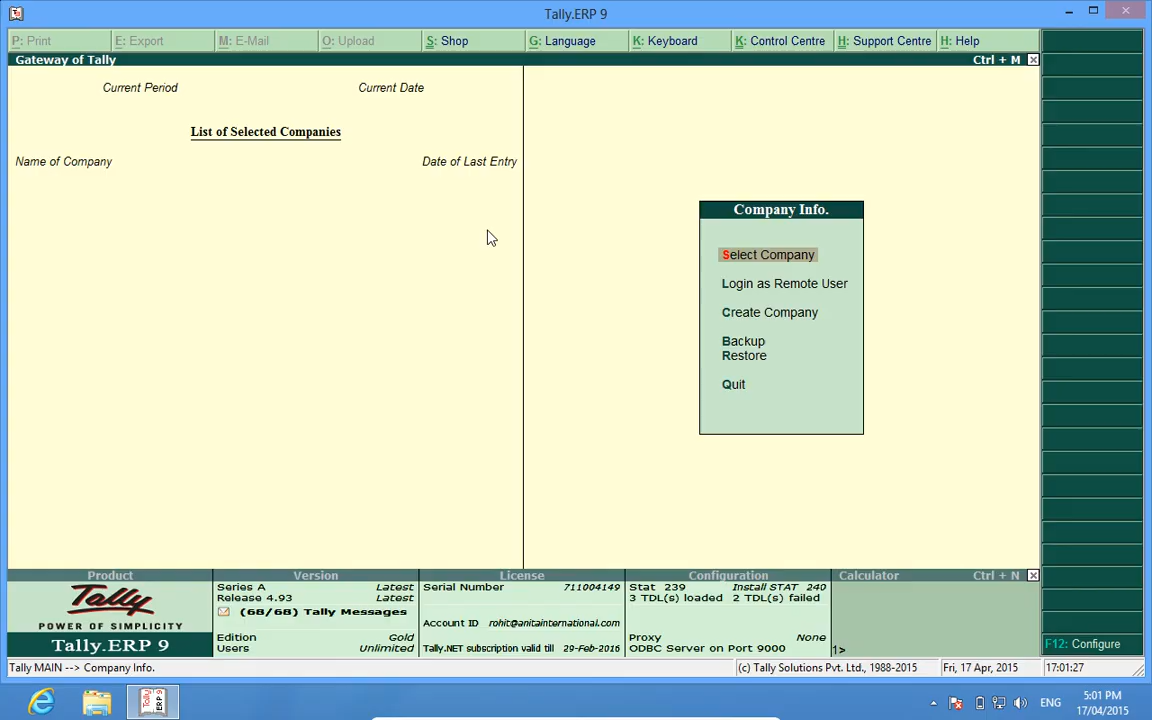 Tally.ERP 9
P: Print
E: Export
M: E-Mail
O: Upload
S: Shop
G: Language
K: Keyboard
K: Control Centre
H: Support Centre
H: Help
Gateway of Tally
Ctrl + M
Current Period
Current Date
List of Selected Companies
Name of Company
Date of Last Entry
Company Info.
Select Company
Login as Remote User
Create Company
Backup
Restore
Quit
F12: Configure
Product
Tally
POWER OF SIMPLICITY
Tally.ERP 9
Version
Series A Latest
Release 4.93 Latest
(68/68) Tally Messages
Edition Gold
Users Unlimited
License
Serial Number 711004149
Account ID rohit@anitainternational.com
Tally.NET subscription valid till 29-Feb-2016
Configuration
Stat 239 Install STAT 240
3 TDL(s) loaded 2 TDL(s) failed
Proxy None
ODBC Server on Port 9000
Calculator
Ctrl + N
1>
Tally MAIN --> Company Info.
(c) Tally Solutions Pvt. Ltd., 1988-2015
Fri, 17 Apr, 2015
17:01:27
ENG
5:01 PM
17/04/2015